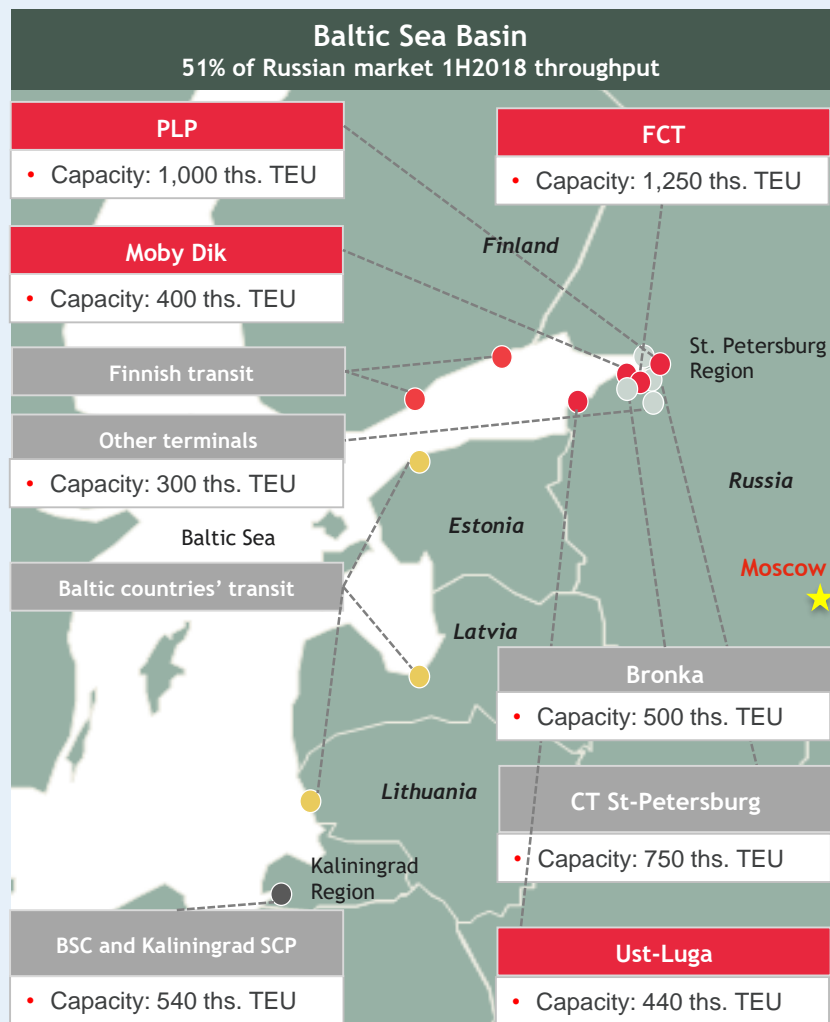 Baltic Sea Basin
51% of Russian market 1H2018 throughput
PLP
• Capacity: 1,000 ths. TEU
FCT
• Capacity: 1,250 ths. TEU
Finland
Moby Dik
• Capacity: 400 ths. TEU
St. Petersburg
Region
Finnish transit
Other terminals
• Capacity: 300 ths. TEU
Russia
Baltic Sea
Estonia
Moscow
Baltic countries’ transit
Latvia
Bronka
• Capacity: 500 ths. TEU
Lithuania
CT St-Petersburg
• Capacity: 750 ths. TEU
Kaliningrad
Region
BSC and Kaliningrad SCP
• Capacity: 540 ths. TEU
Ust-Luga
• Capacity: 440 ths. TEU